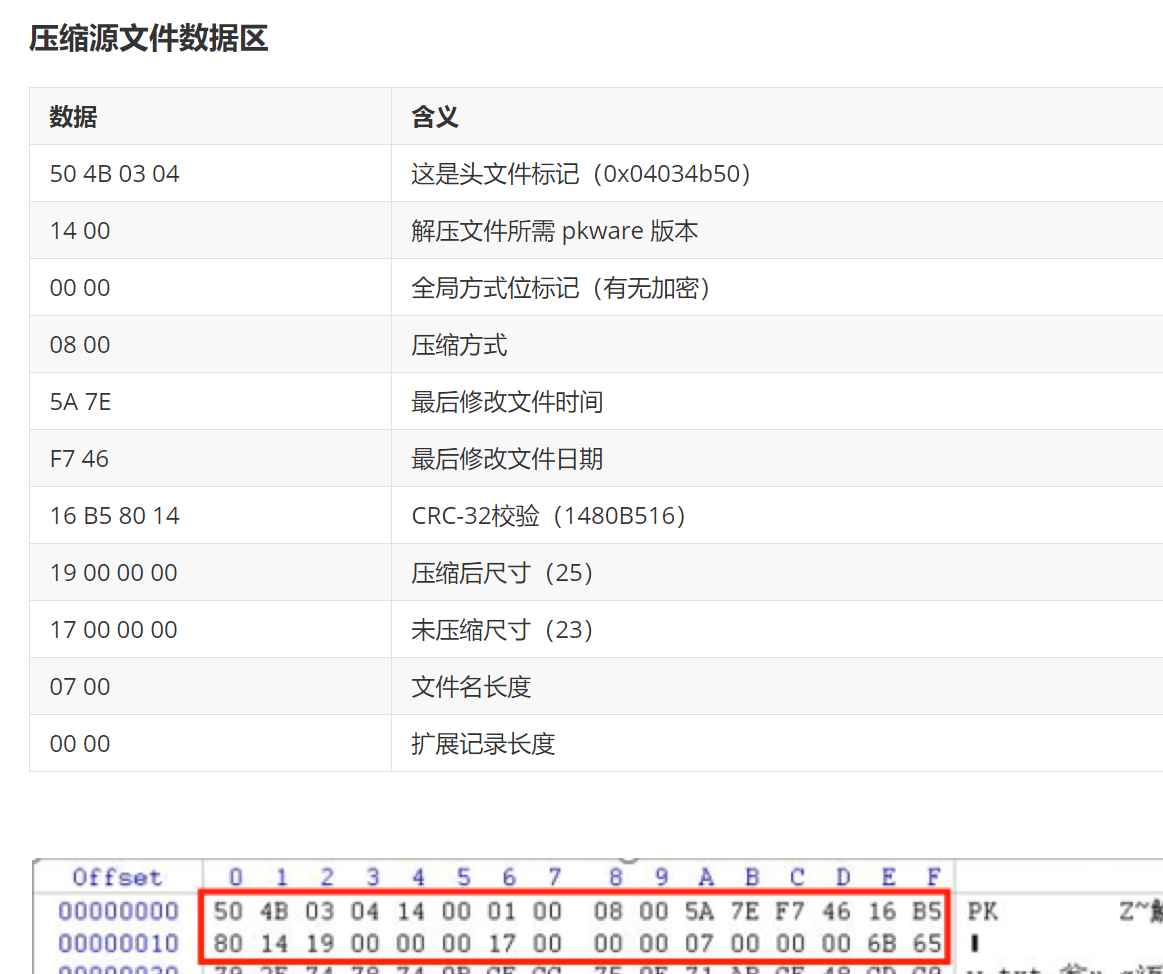 压缩源文件数据区
数据 含义
50 4B 03 04 这是头文件标记（0x04034b50）
14 00 解压文件所需 pkware 版本
00 00 全局方式位标记（有无加密）
08 00 压缩方式
5A 7E 最后修改文件时间
F7 46 最后修改文件日期
16 B5 80 14 CRC-32校验（1480B516）
19 00 00 00 压缩后尺寸（25）
17 00 00 00 未压缩尺寸（23）
07 00 文件名长度
00 00 扩展记录长度
Offset 0 1 2 3 4 5 6 7 8 9 A B C D E F
00000000 50 4B 03 04 14 00 01 00 08 00 5A 7E F7 46 16 B5 PK Z~
00000010 80 14 19 00 00 00 17 00 00 00 07 00 00 00 6B 65